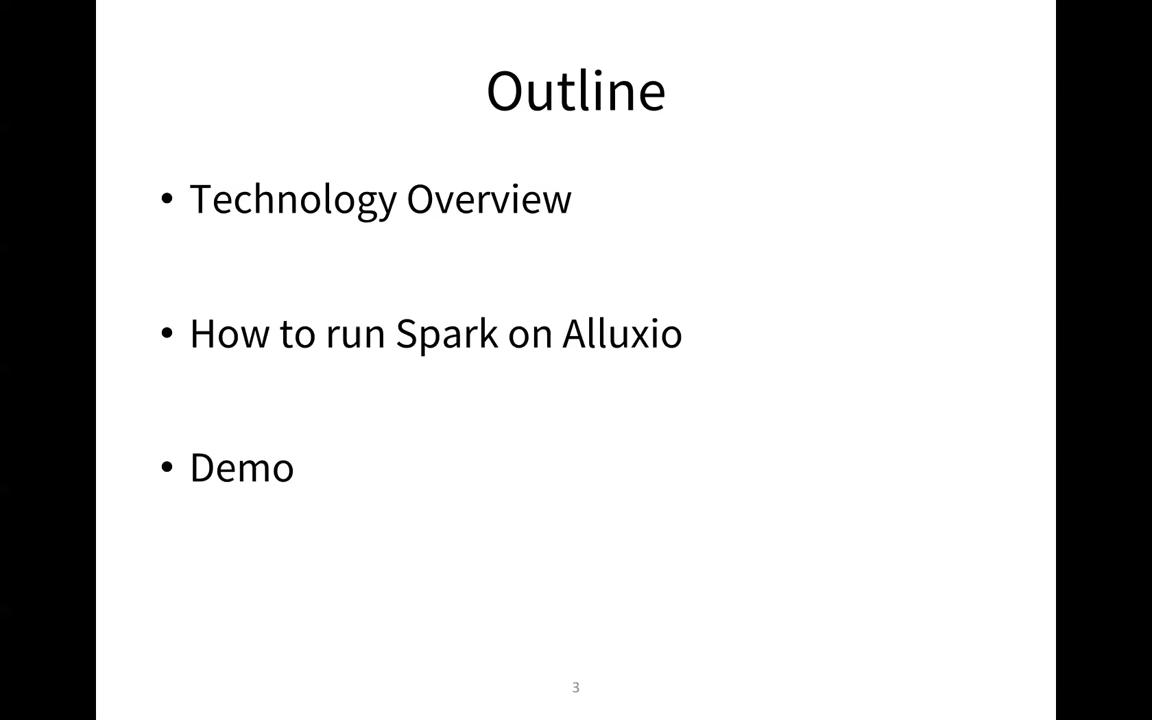 Outline
• Technology Overview
• How to run Spark on Alluxio
• Demo
3